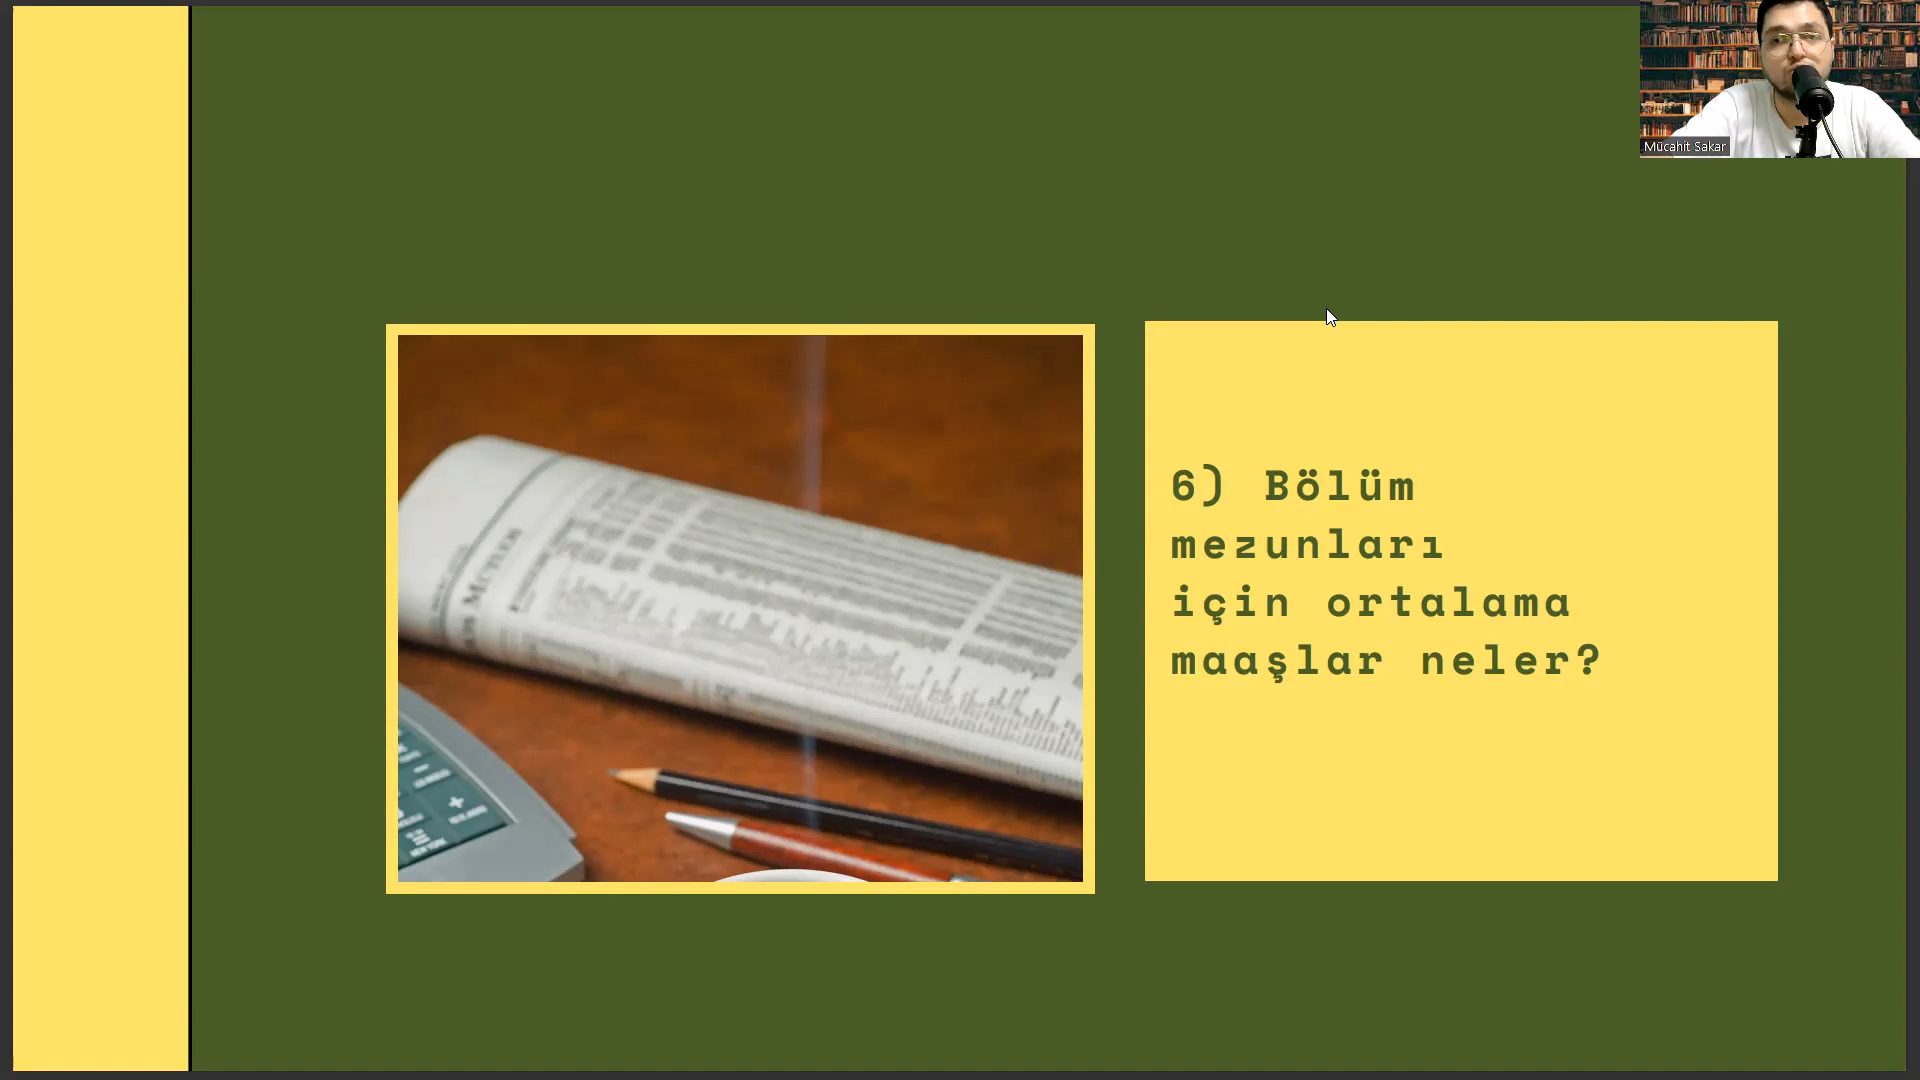 Mücahit Sakar
6) Bölüm
mezunları
için ortalama
maaşlar neler?